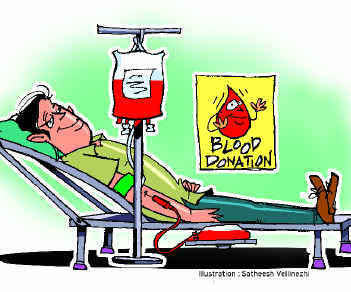 BLOOD
DONATION
Illustration : Satheesh Vellinezhi